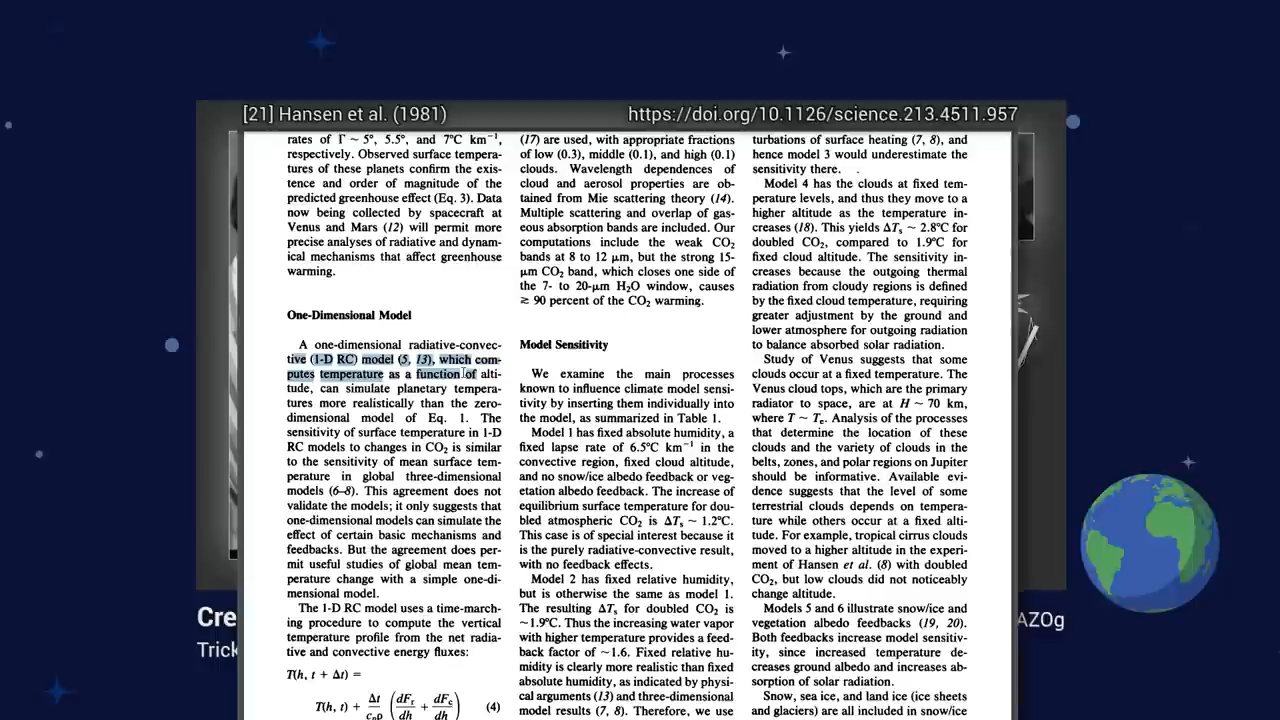 [21] Hansen et al. (1981)
https://doi.org/10.1126/science.213.4511.957
rates of Γ ~ 5°, 5.5°, and 7°C km⁻¹,
respectively. Observed surface tempera-
tures of these planets confirm the exis-
tence and order of magnitude of the
predicted greenhouse effect (Eq. 3). Data
now being collected by spacecraft at
Venus and Mars (12) will permit more
precise analyses of radiative and dynam-
ical mechanisms that affect greenhouse
warming.
One-Dimensional Model
A one-dimensional radiative-convec-
tive (1-D RC) model (5, 13), which com-
putes temperature as a function of alti-
tude, can simulate planetary tempera-
tures more realistically than the zero-
dimensional model of Eq. 1. The
sensitivity of surface temperature in 1-D
RC models to changes in CO₂ is similar
to the sensitivity of mean surface tem-
perature in global three-dimensional
models (6–8). This agreement does not
validate the models; it only suggests that
one-dimensional models can simulate the
effect of certain basic mechanisms and
feedbacks. But the agreement does per-
mit useful studies of global mean tem-
perature change with a simple one-di-
mensional model.
The 1-D RC model uses a time-march-
ing procedure to compute the vertical
temperature profile from the net radia-
tive and convective energy fluxes:
T(h, t + Δt) =
T(h, t) + Δt/cₚρ (dFᵣ/dh + dF꜀/dh) (4)
(17) are used, with appropriate fractions
of low (0.3), middle (0.1), and high (0.1)
clouds. Wavelength dependences of
cloud and aerosol properties are ob-
tained from Mie scattering theory (14).
Multiple scattering and overlap of gas-
eous absorption bands are included. Our
computations include the weak CO₂
bands at 8 to 12 μm, but the strong 15-
μm CO₂ band, which closes one side of
the 7- to 20-μm H₂O window, causes
≥ 90 percent of the CO₂ warming.
Model Sensitivity
We examine the main processes
known to influence climate model sensi-
tivity by inserting them individually into
the model, as summarized in Table 1.
Model 1 has fixed absolute humidity, a
fixed lapse rate of 6.5°C km⁻¹ in the
convective region, fixed cloud altitude,
and no snow/ice albedo feedback or veg-
etation albedo feedback. The increase of
equilibrium surface temperature for dou-
bled atmospheric CO₂ is ΔTₛ ~ 1.2°C.
This case is of special interest because it
is the purely radiative-convective result,
with no feedback effects.
Model 2 has fixed relative humidity,
but is otherwise the same as model 1.
The resulting ΔTₛ for doubled CO₂ is
~1.9°C. Thus the increasing water vapor
with higher temperature provides a feed-
back factor of ~1.6. Fixed relative hu-
midity is clearly more realistic than fixed
absolute humidity, as indicated by physi-
cal arguments (13) and three-dimensional
model results (7, 8). Therefore, we use
turbations of surface heating (7, 8), and
hence model 3 would underestimate the
sensitivity there.
Model 4 has the clouds at fixed tem-
perature levels, and thus they move to a
higher altitude as the temperature in-
creases (18). This yields ΔTₛ ~ 2.8°C for
doubled CO₂, compared to 1.9°C for
fixed cloud altitude. The sensitivity in-
creases because the outgoing thermal
radiation from cloudy regions is defined
by the fixed cloud temperature, requiring
greater adjustment by the ground and
lower atmosphere for outgoing radiation
to balance absorbed solar radiation.
Study of Venus suggests that some
clouds occur at a fixed temperature. The
Venus cloud tops, which are the primary
radiator to space, are at H ~ 70 km,
where T ~ Tₑ. Analysis of the processes
that determine the location of these
clouds and the variety of clouds in the
belts, zones, and polar regions on Jupiter
should be informative. Available evi-
dence suggests that the level of some
terrestrial clouds depends on tempera-
ture while others occur at a fixed alti-
tude. For example, tropical cirrus clouds
moved to a higher altitude in the experi-
ment of Hansen et al. (8) with doubled
CO₂, but low clouds did not noticeably
change altitude.
Models 5 and 6 illustrate snow/ice and
vegetation albedo feedbacks (19, 20).
Both feedbacks increase model sensitiv-
ity, since increased temperature de-
creases ground albedo and increases ab-
sorption of solar radiation.
Snow, sea ice, and land ice (ice sheets
and glaciers) are all included in snow/ice
Cre
AZOg
Trick